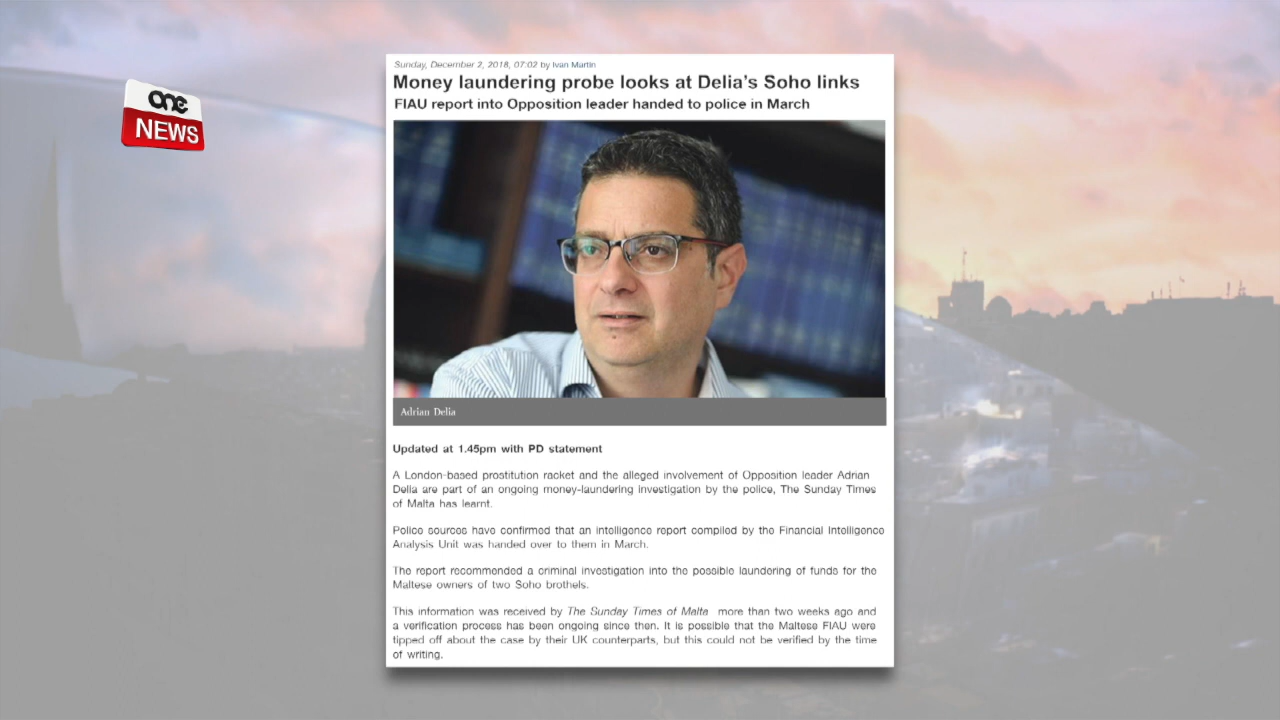 one
NEWS
Sunday, December 2, 2018, 07:02 by Ivan Martin
Money laundering probe looks at Delia's Soho links
FIAU report into Opposition leader handed to police in March
Adrian Delia
Updated at 1.45pm with PD statement
A London-based prostitution racket and the alleged involvement of Opposition leader Adrian
Delia are part of an ongoing money-laundering investigation by the police, The Sunday Times
of Malta has learnt.
Police sources have confirmed that an intelligence report compiled by the Financial Intelligence
Analysis Unit was handed over to them in March.
The report recommended a criminal investigation into the possible laundering of funds for the
Maltese owners of two Soho brothels.
This information was received by The Sunday Times of Malta more than two weeks ago and
a verification process has been ongoing since then. It is possible that the Maltese FIAU were
tipped off about the case by their UK counterparts, but this could not be verified by the time
of writing.